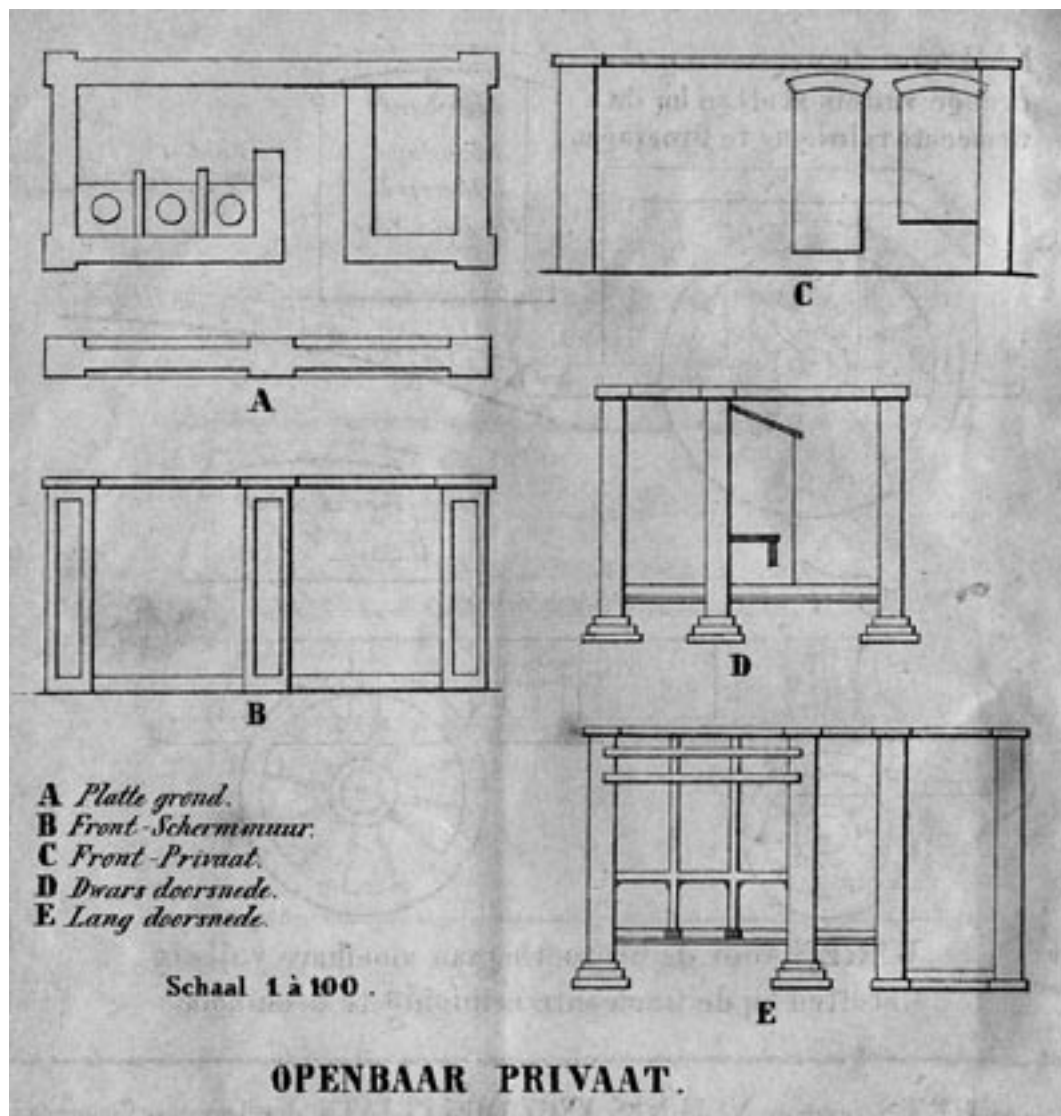 C
A
D
B
A Platte grond.
B Front-Schermmuur.
C Front-Privaat.
D Dwars doorsnede.
E Lang doorsnede.
Schaal 1 à 100.
E
OPENBAAR PRIVAAT.